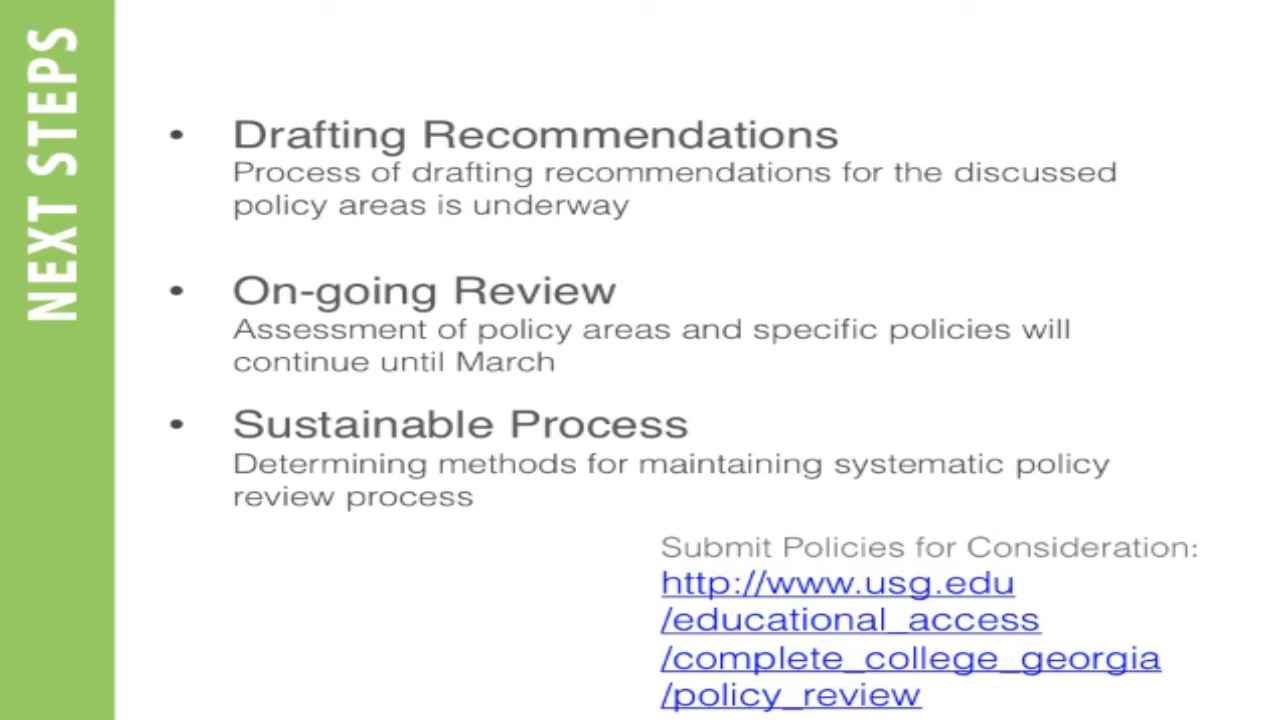 NEXT STEPS
• Drafting Recommendations
Process of drafting recommendations for the discussed
policy areas is underway
• On-going Review
Assessment of policy areas and specific policies will
continue until March
• Sustainable Process
Determining methods for maintaining systematic policy
review process
Submit Policies for Consideration:
http://www.usg.edu
/educational_access
/complete_college_georgia
/policy_review